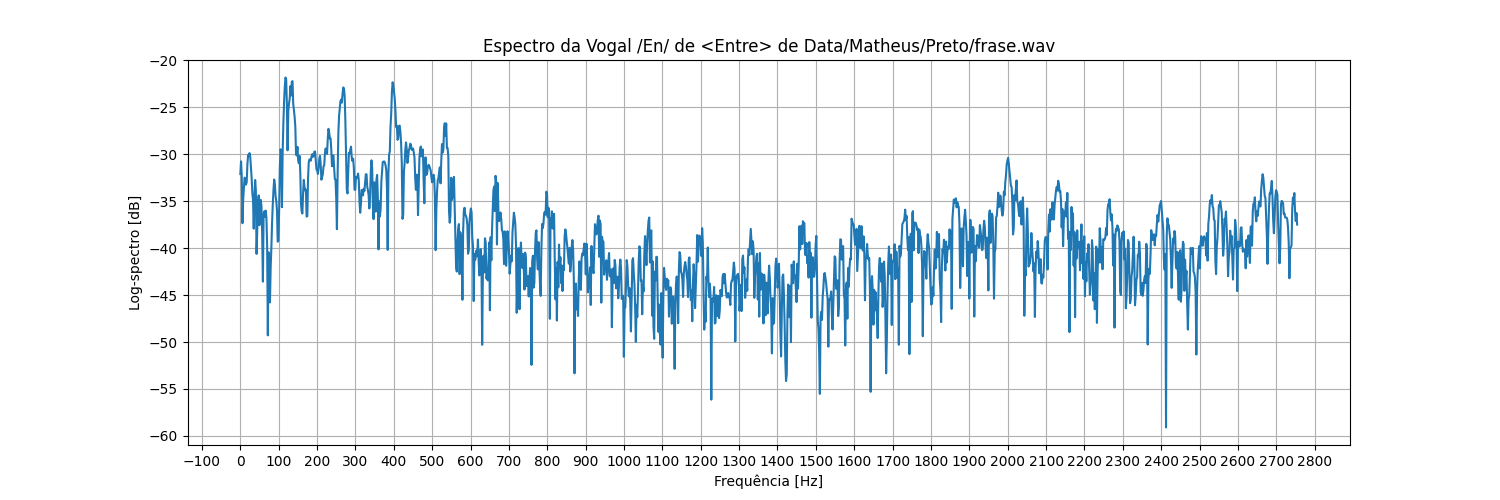 Espectro da Vogal /En/ de <Entre> de Data/Matheus/Preto/frase.wav
−20
−25
−30
−35
−40
−45
−50
−55
−60
Log-spectro [dB]
−100 0 100 200 300 400 500 600 700 800 900 1000 1100 1200 1300 1400 1500 1600 1700 1800 1900 2000 2100 2200 2300 2400 2500 2600 2700 2800
Frequência [Hz]